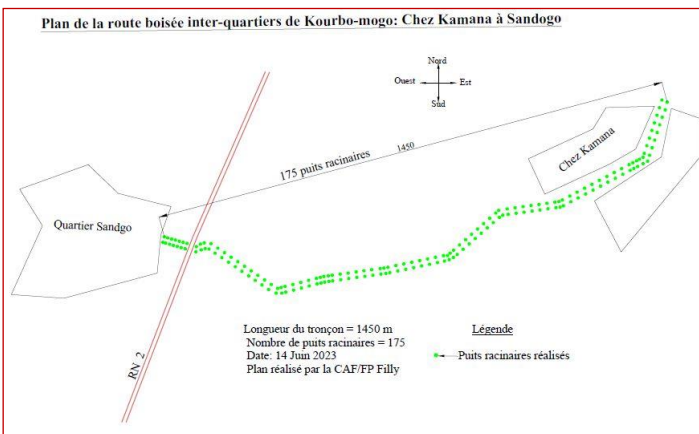 Plan de la route boisée inter-quartiers de Kourbo-mogo: Chez Kamana à Sandogo
Nord
Ouest
Est
Sud
175 puits racinaires
1450
Chez Kamana
Quartier Sandgo
RN 2
Longueur du tronçon = 1450 m
Nombre de puits racinaires = 175
Date: 14 Juin 2023
Plan réalisé par la CAF/FP Filly
Légende
Puits racinaires réalisés